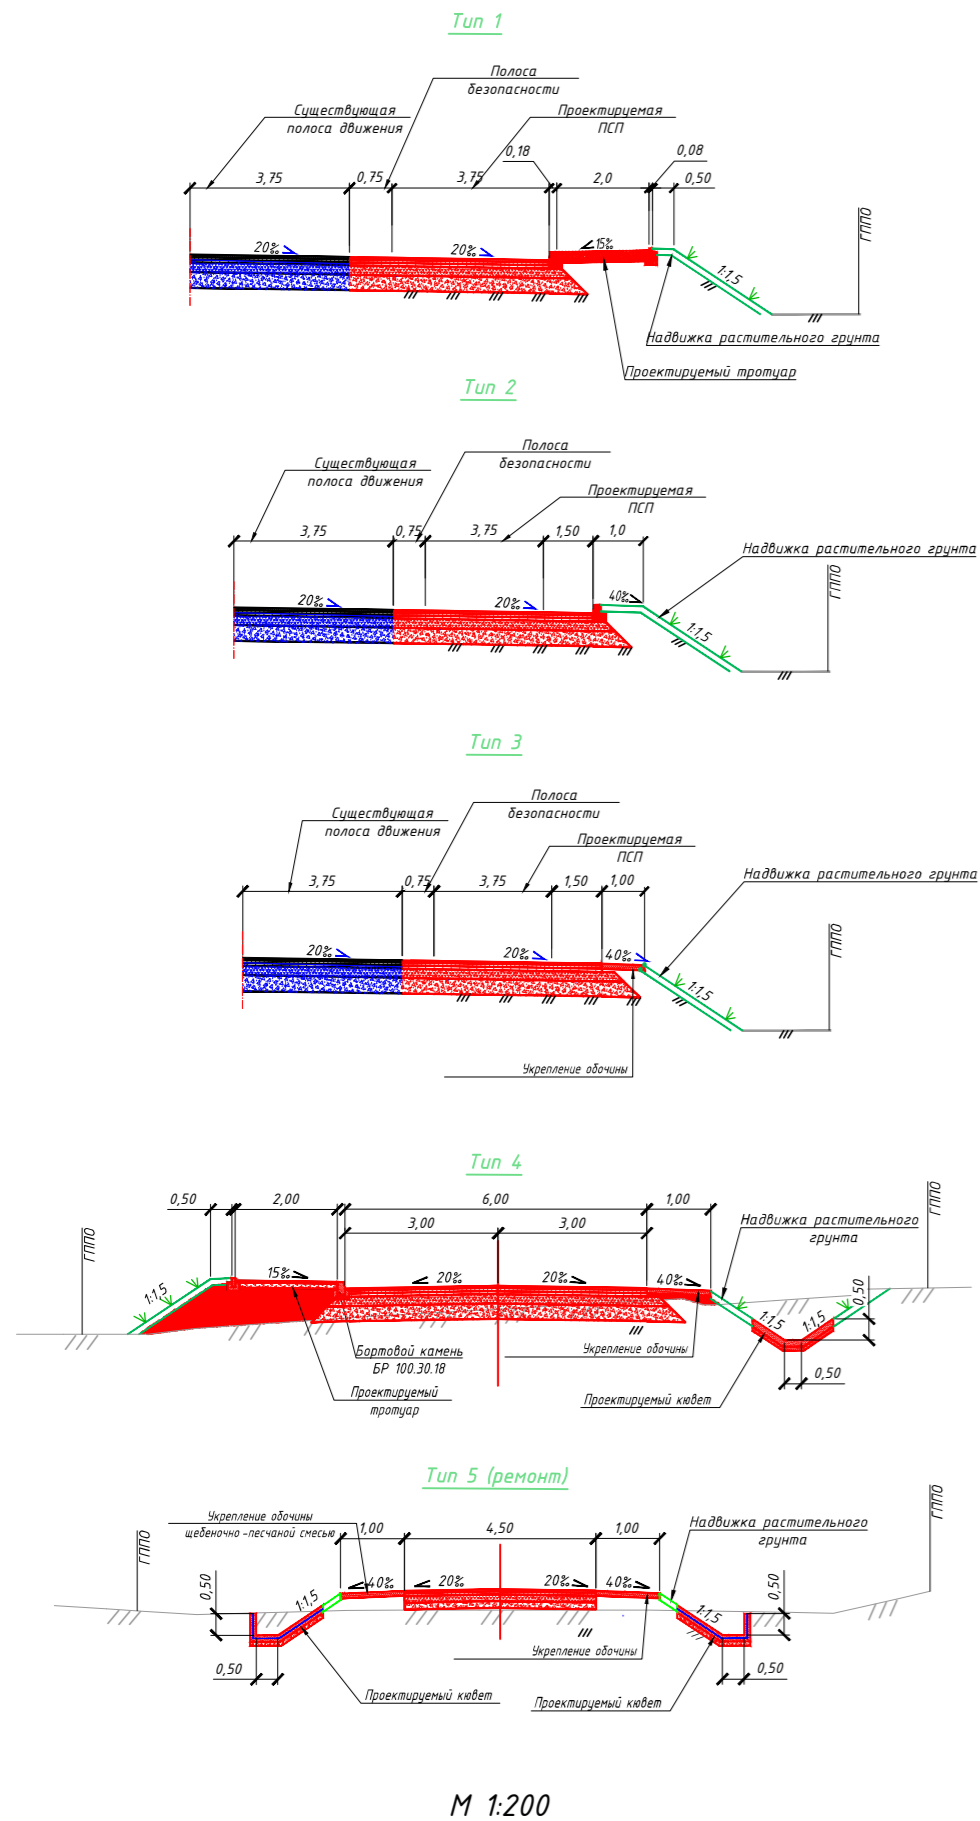 Тип 1
Полоса
безопасности
Существующая
полоса движения
Проектируемая
ПСП
0,18
0,08
3,75
0,75
3,75
2,0
0,50
ГППО
20‰
20‰
15‰
1:1,5
Надвижка растительного грунта
Проектируемый тротуар
Тип 2
Полоса
безопасности
Существующая
полоса движения
Проектируемая
ПСП
3,75
0,75
3,75
1,50
1,0
Надвижка растительного грунта
ГППО
20‰
20‰
40‰
1:1,5
Тип 3
Полоса
безопасности
Существующая
полоса движения
Проектируемая
ПСП
3,75
0,75
3,75
1,50
1,00
Надвижка растительного грунта
ГППО
20‰
20‰
40‰
1:1,5
Укрепление обочины
Тип 4
0,50
2,00
6,00
1,00
ГППО
3,00
3,00
Надвижка растительного
грунта
ГППО
15‰
20‰
20‰
40‰
1:1,5
0,50
1:1,5
1:1,5
Бортовой камень
БР 100.30.18
Укрепление обочины
0,50
Проектируемый
тротуар
Проектируемый кювет
Тип 5 (ремонт)
Укрепление обочины
щебеночно-песчаной смесью
1,00
4,50
1,00
Надвижка растительного
грунта
ГППО
ГППО
40‰
20‰
20‰
40‰
0,50
1:1,5
1:1,5
0,50
Укрепление обочины
0,50
0,50
Проектируемый кювет
Проектируемый кювет
М 1:200